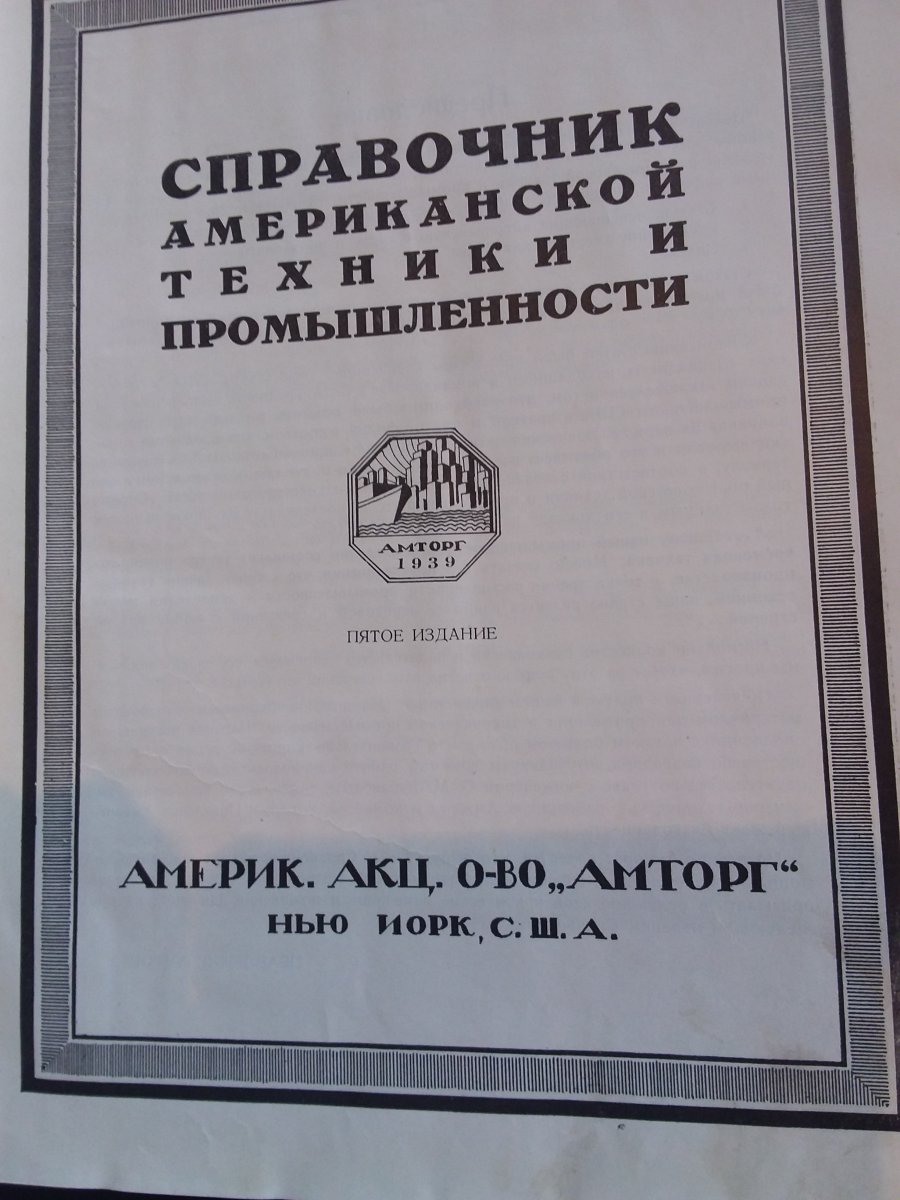 СПРАВОЧНИК
АМЕРИКАНСКОЙ
ТЕХНИКИ И
ПРОМЫШЛЕННОСТИ
АМТОРГ
1939
ПЯТОЕ ИЗДАНИЕ
АМЕРИК. АКЦ. О-ВО „АМТОРГ“
НЬЮ ИОРК, С. Ш. А.